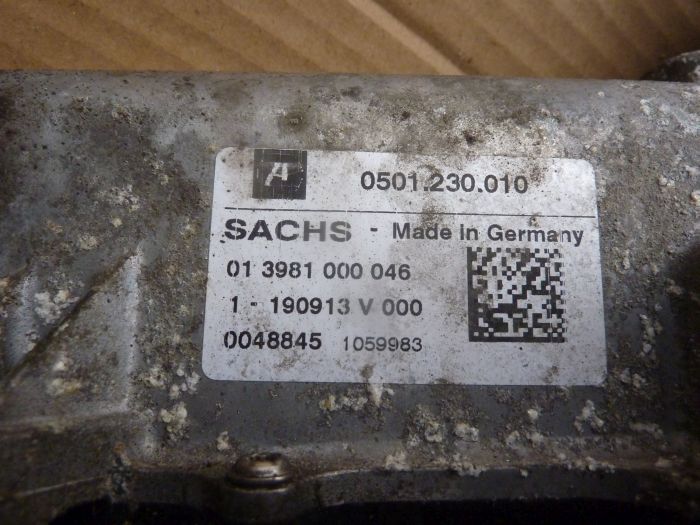 A 0501.230.010
SACHS - Made in Germany
01 3981 000 046
1 - 190913 V 000
0048845 1059983